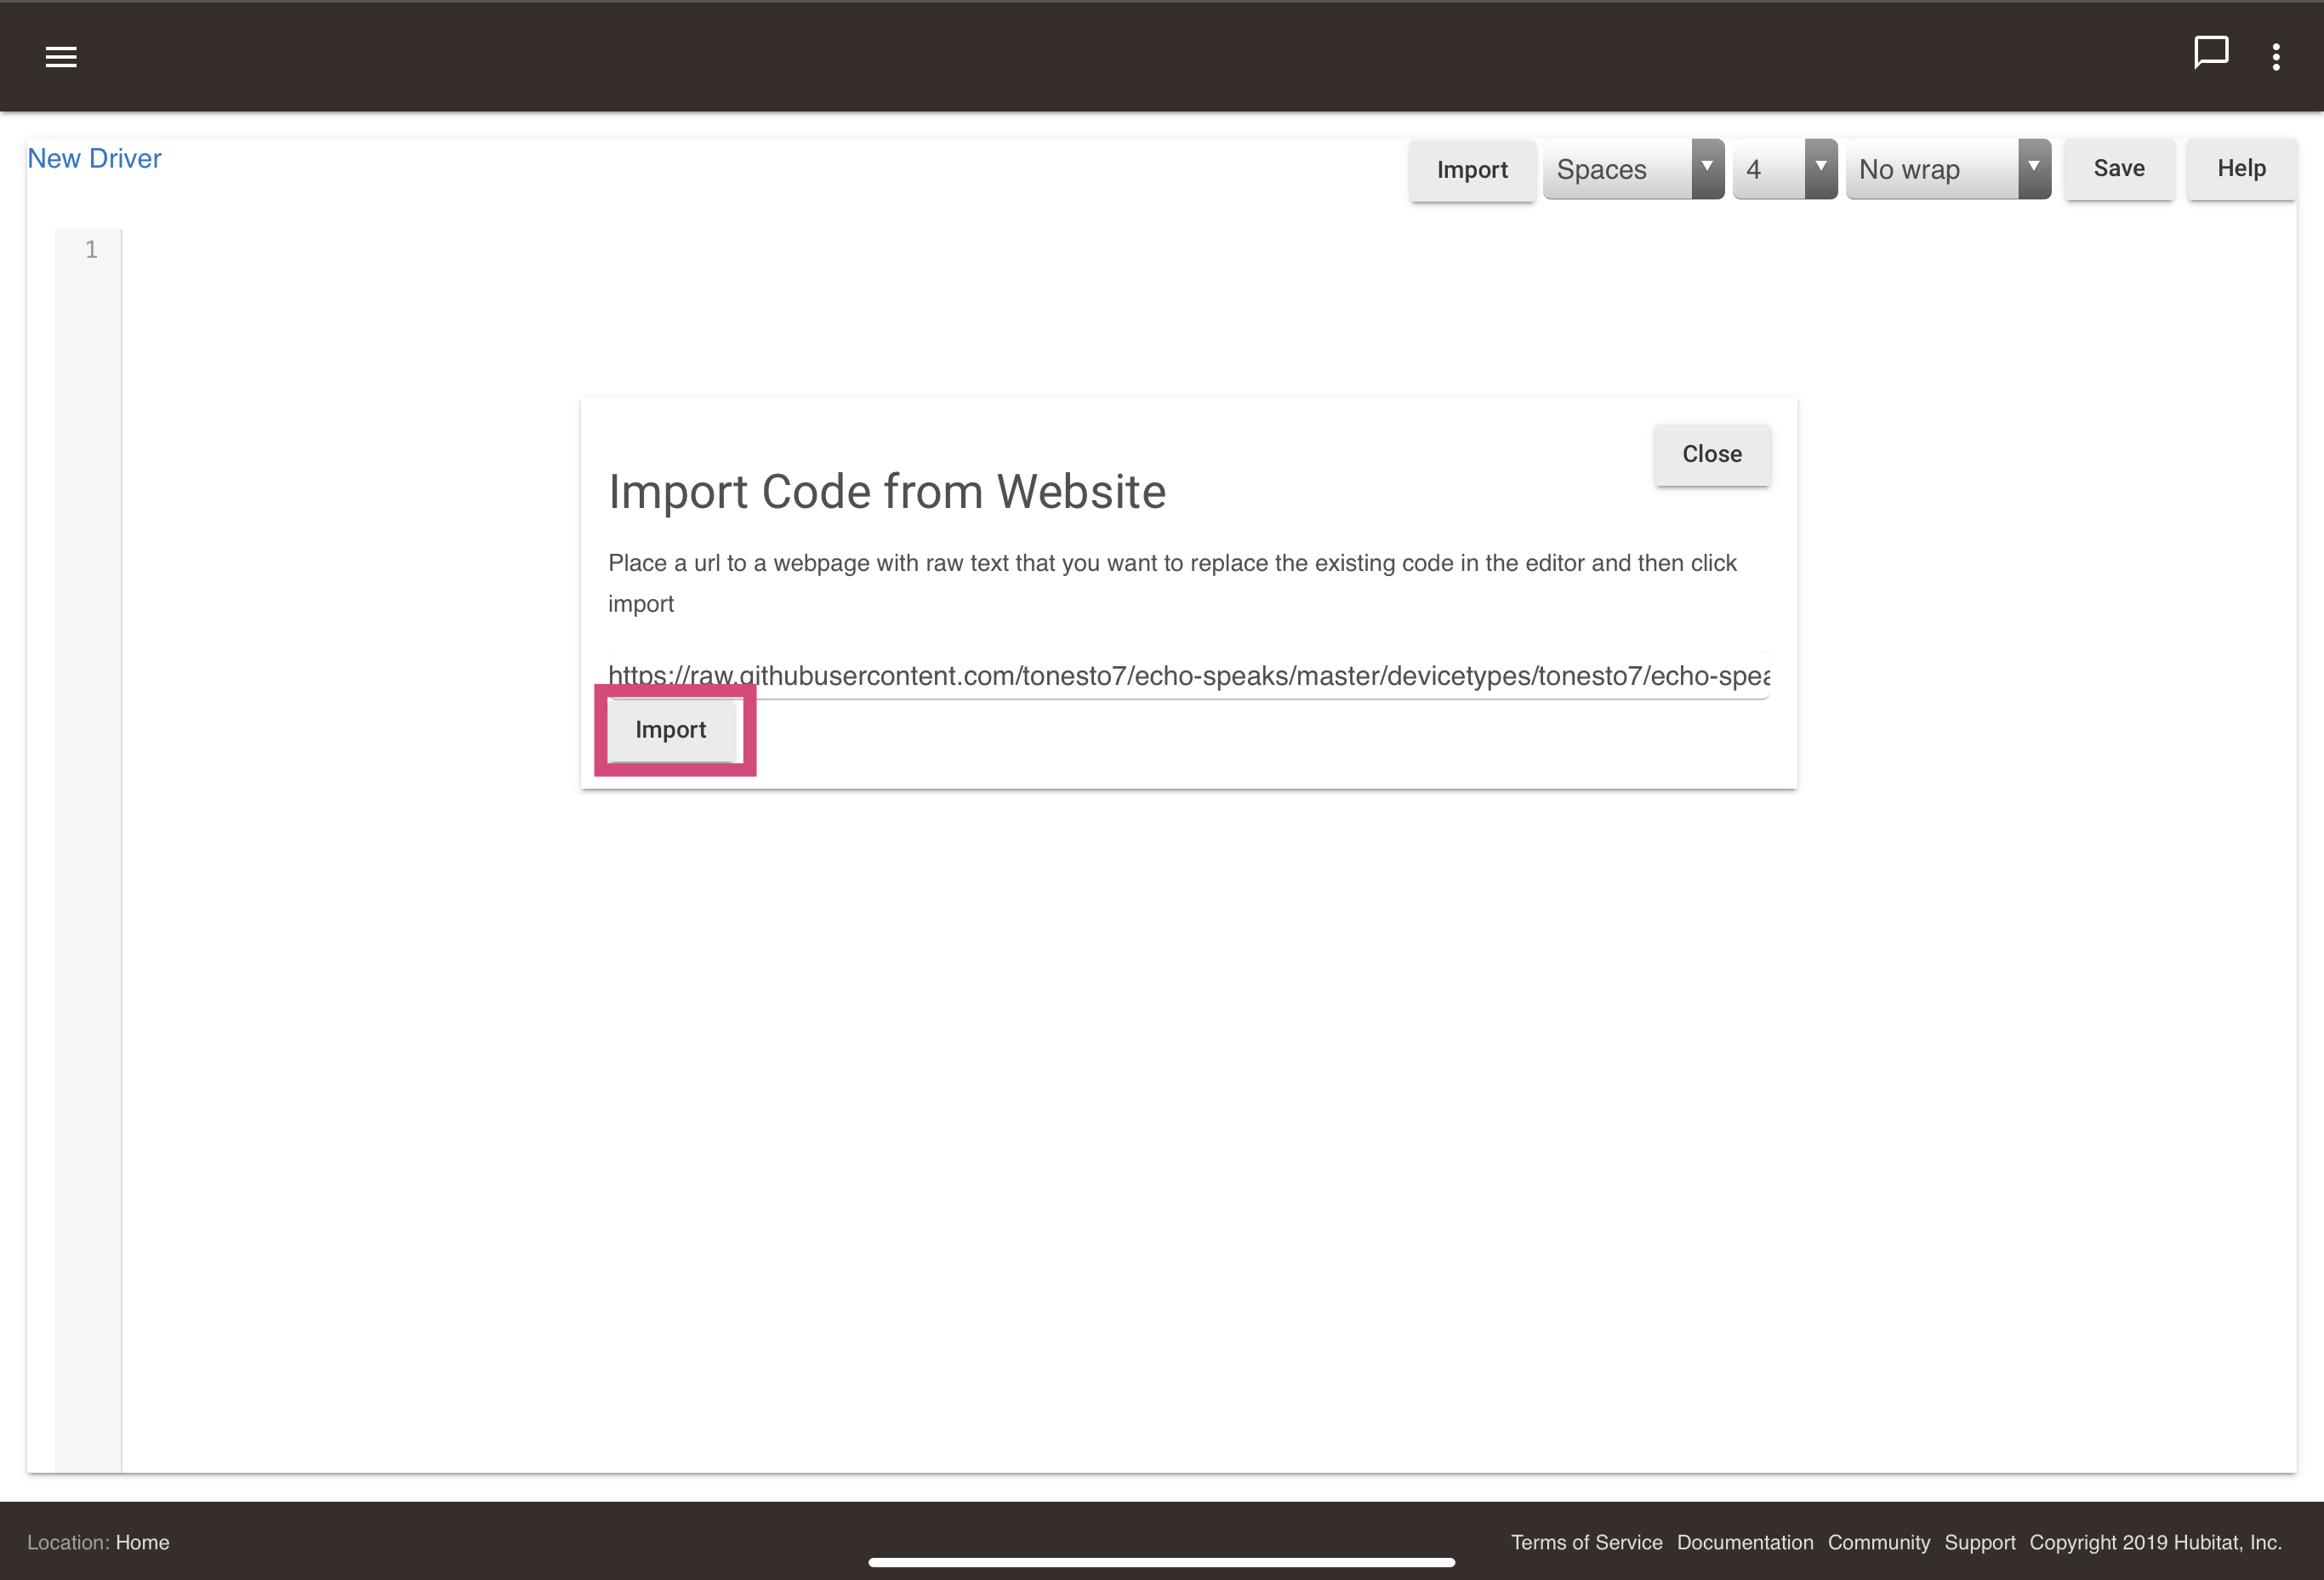 New Driver
Import Spaces 4 No wrap Save Help
1
Close
Import Code from Website
Place a url to a webpage with raw text that you want to replace the existing code in the editor and then click
import
https://raw.githubusercontent.com/tonesto7/echo-speaks/master/devicetypes/tonesto7/echo-spea
Import
Location: Home
Terms of Service Documentation Community Support Copyright 2019 Hubitat, Inc.